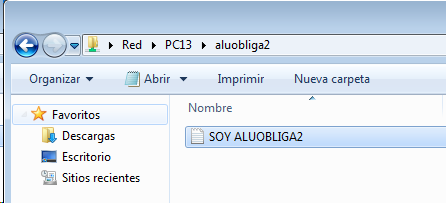 Red ▸ PC13 ▸ aluobliga2
Organizar Abrir Imprimir Nueva carpeta
Favoritos
Descargas
Escritorio
Sitios recientes
Nombre
SOY ALUOBLIGA2